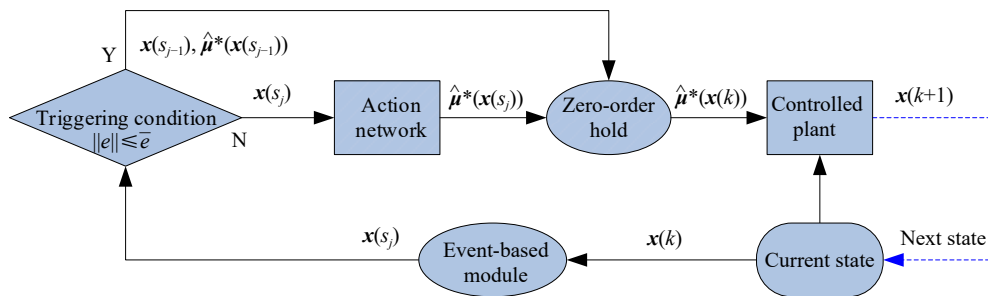 Y
x(s_{j−1}), μ̂*(x(s_{j−1}))
Triggering condition
||e|| ≤ e̅
N
x(s_j)
Action
network
μ̂*(x(s_j))
Zero-order
hold
μ̂*(x(k))
Controlled
plant
x(k+1)
x(s_j)
Event-based
module
x(k)
Current state
Next state